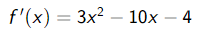 f′(x) = 3x² − 10x − 4